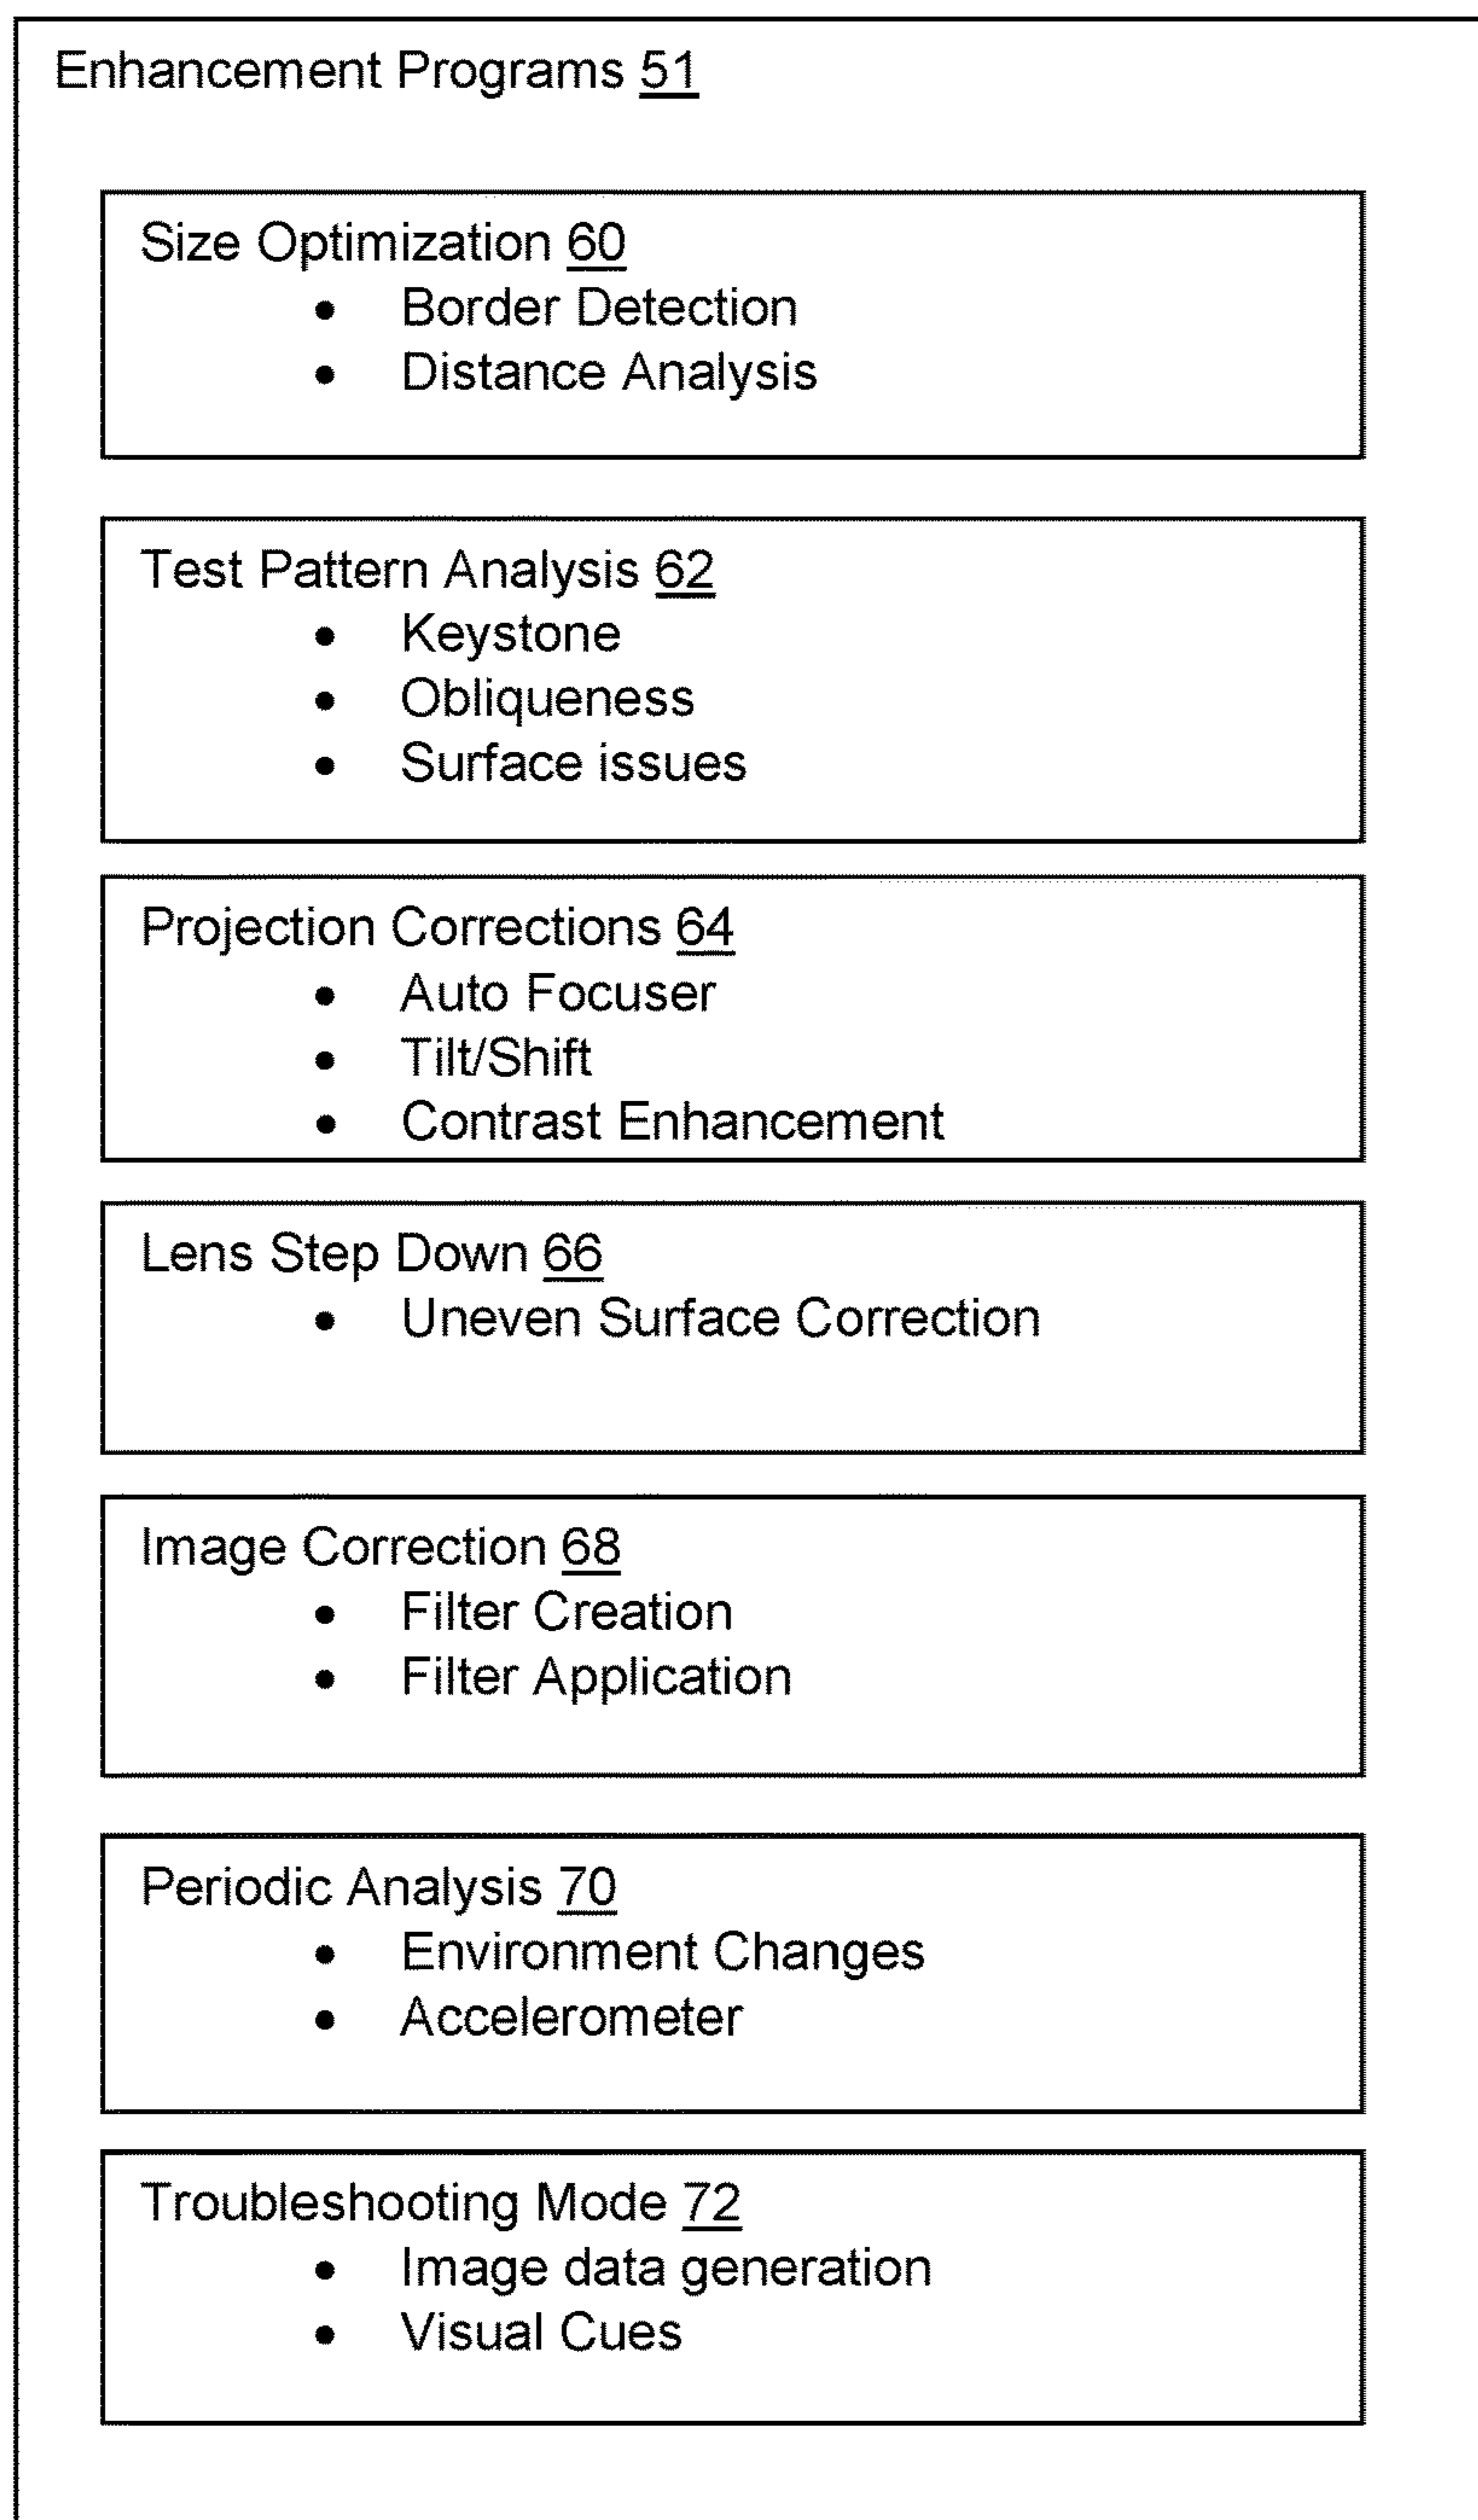 Enhancement Programs 51
Size Optimization 60
• Border Detection
• Distance Analysis
Test Pattern Analysis 62
• Keystone
• Obliqueness
• Surface issues
Projection Corrections 64
• Auto Focuser
• Tilt/Shift
• Contrast Enhancement
Lens Step Down 66
• Uneven Surface Correction
Image Correction 68
• Filter Creation
• Filter Application
Periodic Analysis 70
• Environment Changes
• Accelerometer
Troubleshooting Mode 72
• Image data generation
• Visual Cues